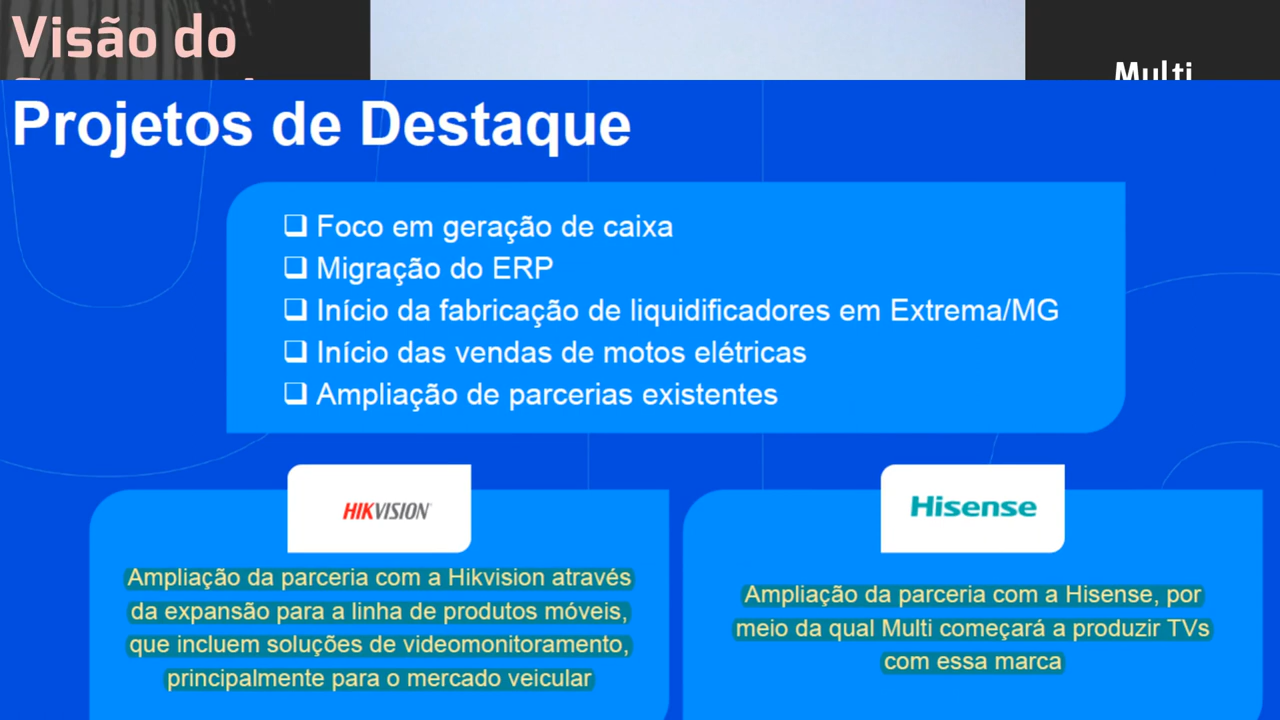 Visão do
Multi
Projetos de Destaque
❑ Foco em geração de caixa
❑ Migração do ERP
❑ Início da fabricação de liquidificadores em Extrema/MG
❑ Início das vendas de motos elétricas
❑ Ampliação de parcerias existentes
HIKVISION
Ampliação da parceria com a Hikvision através
da expansão para a linha de produtos móveis,
que incluem soluções de videomonitoramento,
principalmente para o mercado veicular
Hisense
Ampliação da parceria com a Hisense, por
meio da qual Multi começará a produzir TVs
com essa marca